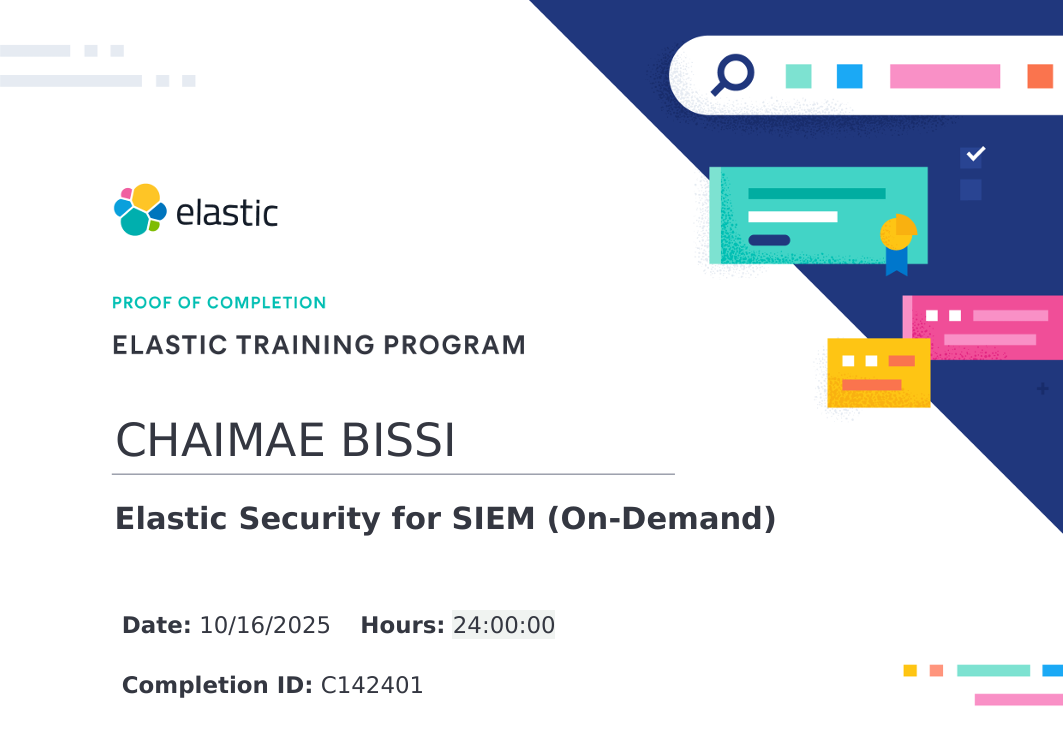 elastic
PROOF OF COMPLETION
ELASTIC TRAINING PROGRAM
CHAIMAE BISSI
Elastic Security for SIEM (On-Demand)
Date: 10/16/2025 Hours: 24:00:00
Completion ID: C142401